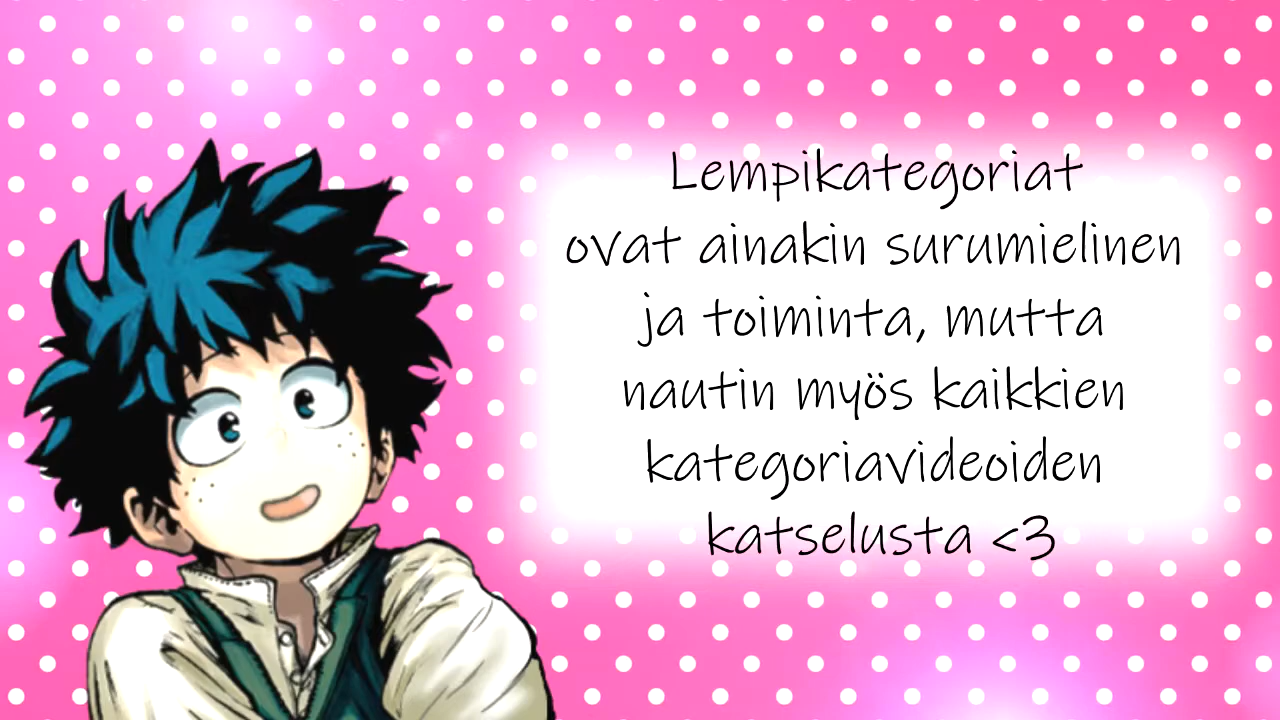 Lempikategoriat
ovat ainakin surumielinen
ja toiminta, mutta
nautin myös kaikkien
kategoriavideoiden
katselusta <3